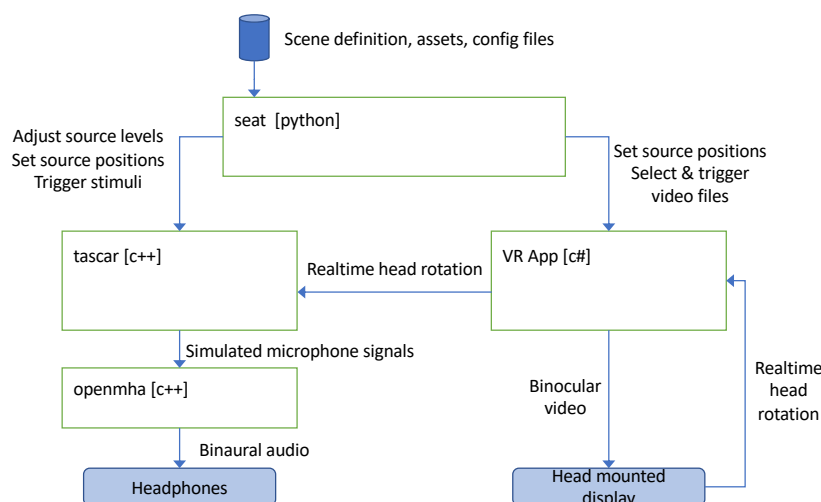 Scene definition, assets, config files
seat [python]
Adjust source levels
Set source positions
Trigger stimuli
Set source positions
Select & trigger
video files
tascar [c++]
Realtime head rotation
VR App [c#]
Simulated microphone signals
openmha [c++]
Binocular
video
Realtime
head
rotation
Binaural audio
Headphones
Head mounted
display